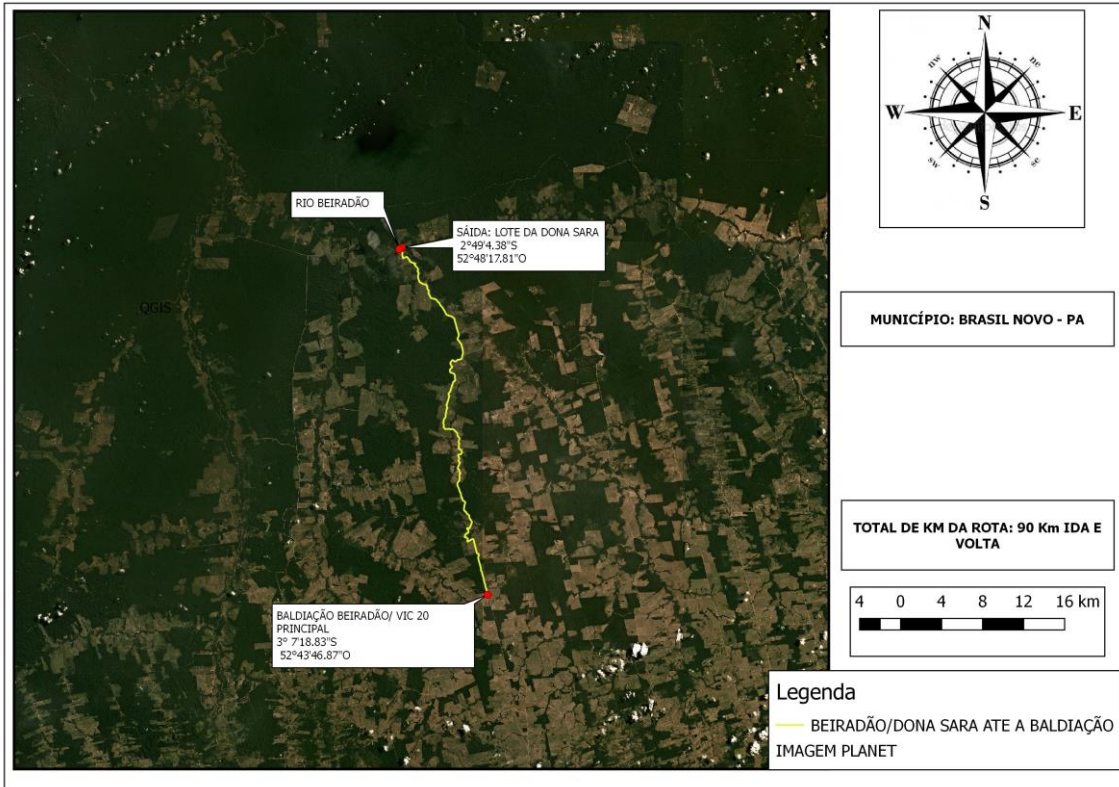 RIO BEIRADÃO
SÁIDA: LOTE DA DONA SARA
2°49'4.38"S
52°48'17.81"O
QGIS
BALDIAÇÃO BEIRADÃO/ VIC 20
PRINCIPAL
3° 7'18.83"S
52°43'46.87"O
N
nw
ne
W
E
sw
se
S
MUNICÍPIO: BRASIL NOVO - PA
TOTAL DE KM DA ROTA: 90 Km IDA E
VOLTA
4 0 4 8 12 16 km
Legenda
BEIRADÃO/DONA SARA ATE A BALDIAÇÃO
IMAGEM PLANET